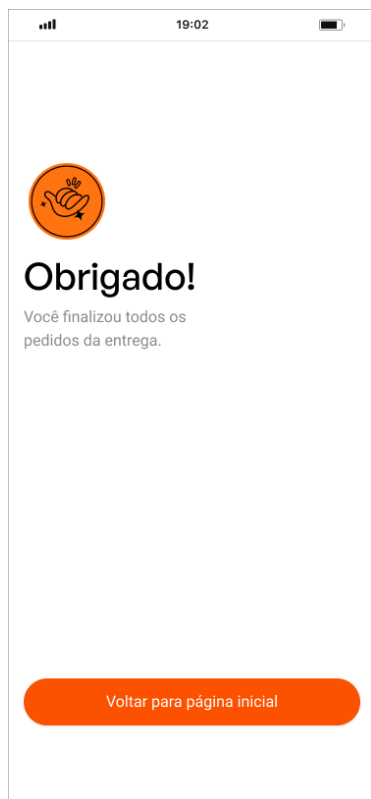 19:02
Obrigado!
Você finalizou todos os
pedidos da entrega.
Voltar para página inicial